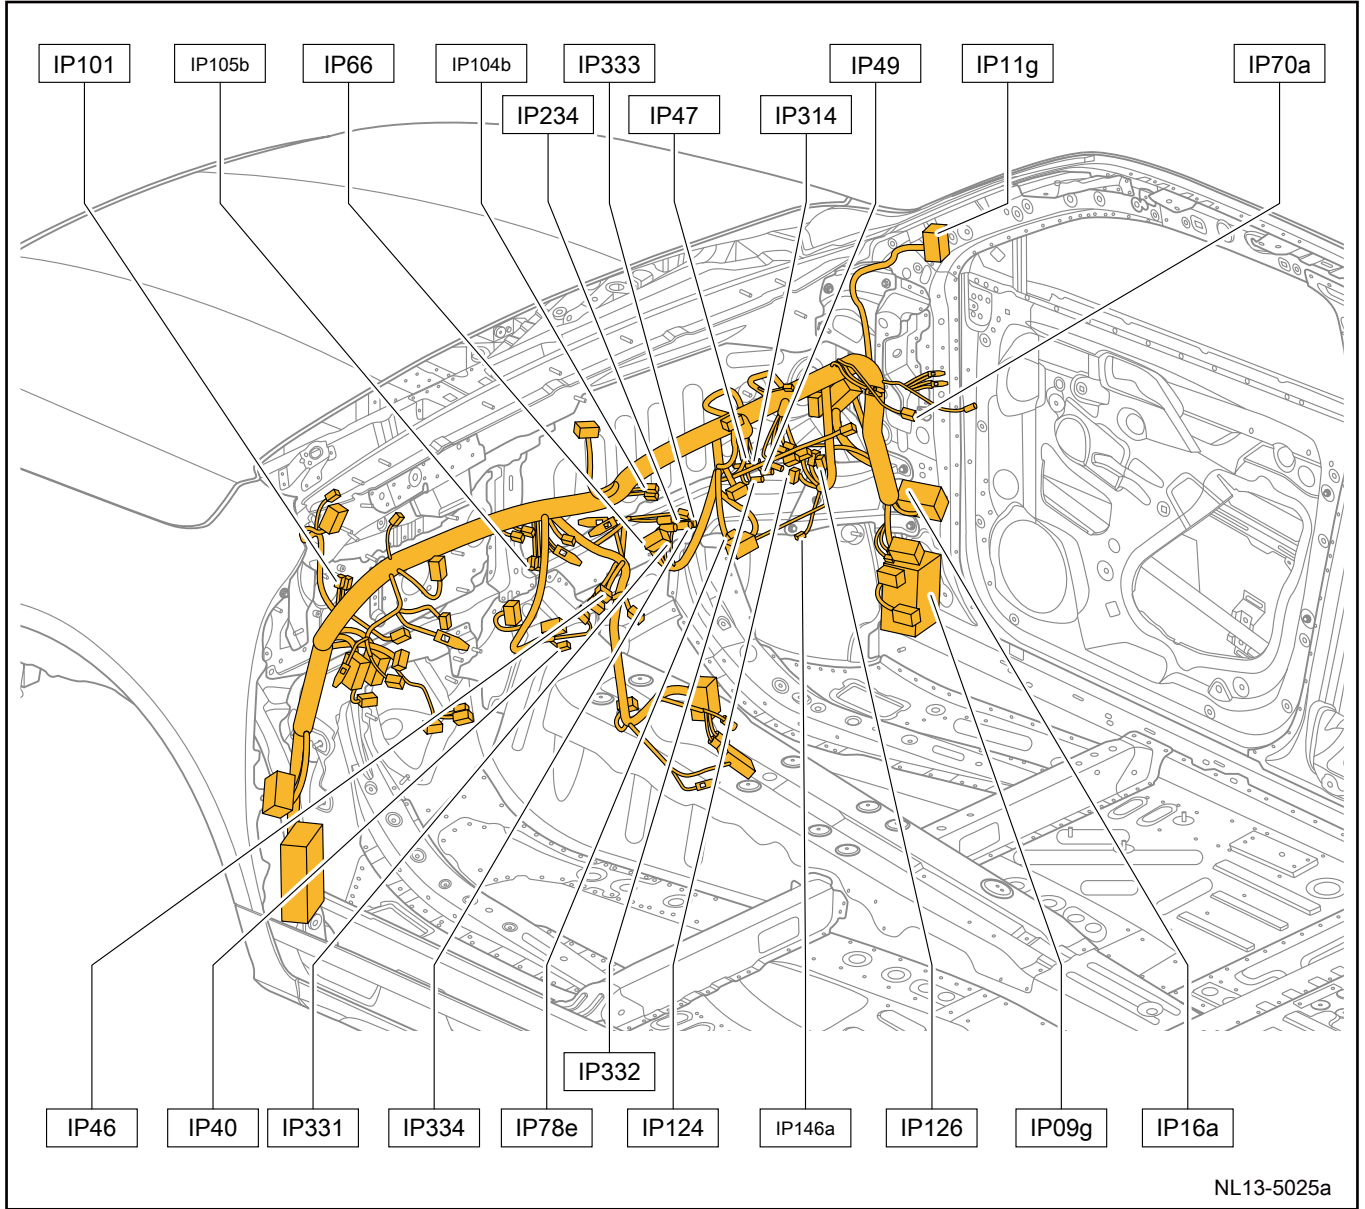 IP101 IP105b IP66 IP104b IP333 IP49 IP11g IP70a
IP234 IP47 IP314
IP332
IP46 IP40 IP331 IP334 IP78e IP124 IP146a IP126 IP09g IP16a
NL13-5025a